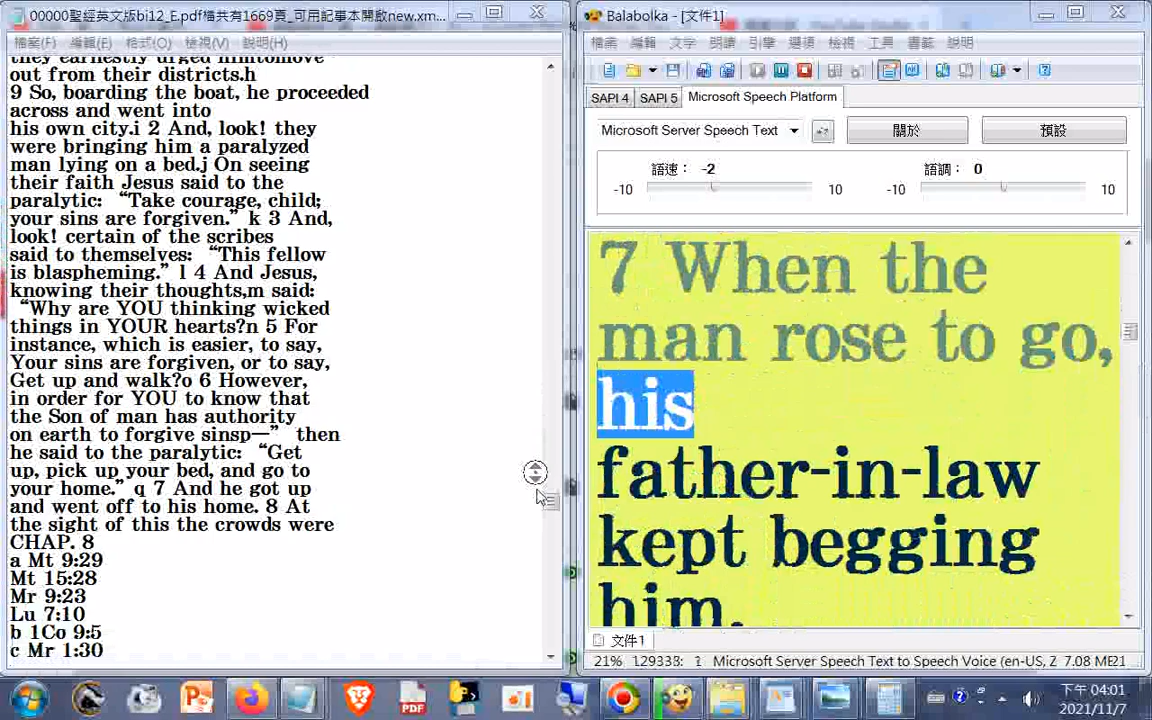 00000聖經英文版bi12_E.pdf檔共有1669頁_可用記事本開啟new.xm...
檔案(F) 編輯(E) 格式(O) 檢視(V) 說明(H)
they earnestly urged himtomove
out from their districts.h
9 So, boarding the boat, he proceeded
across and went into
his own city.i 2 And, look! they
were bringing him a paralyzed
man lying on a bed.j On seeing
their faith Jesus said to the
paralytic: “Take courage, child;
your sins are forgiven.” k 3 And,
look! certain of the scribes
said to themselves: “This fellow
is blaspheming.” l 4 And Jesus,
knowing their thoughts,m said:
“Why are YOU thinking wicked
things in YOUR hearts?n 5 For
instance, which is easier, to say,
Your sins are forgiven, or to say,
Get up and walk?o 6 However,
in order for YOU to know that
the Son of man has authority
on earth to forgive sinsp—” then
he said to the paralytic: “Get
up, pick up your bed, and go to
your home.” q 7 And he got up
and went off to his home. 8 At
the sight of this the crowds were
CHAP. 8
a Mt 9:29
Mt 15:28
Mr 9:23
Lu 7:10
b 1Co 9:5
c Mr 1:30
Balabolka - [文件1]
檔案 編輯 文字 朗讀 引擎 選項 檢視 工具 書籤 說明
SAPI 4 SAPI 5 Microsoft Speech Platform
Microsoft Server Speech Text 關於 預設
語速： -2 語調： 0
-10 10 -10 10
7 When the
man rose to go,
his
father-in-law
kept begging
him.
文件1
21% 129338: 1 Microsoft Server Speech Text to Speech Voice (en-US, Z 7.08 ME21
PDF
下午 04:01
2021/11/7